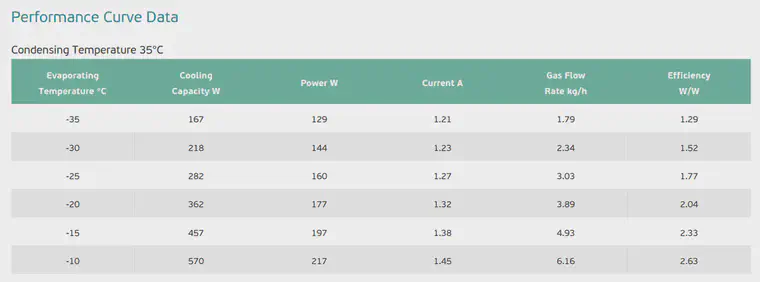 Performance Curve Data
Condensing Temperature 35°C
Evaporating Temperature °C Cooling Capacity W Power W Current A Gas Flow Rate kg/h Efficiency W/W
-35 167 129 1.21 1.79 1.29
-30 218 144 1.23 2.34 1.52
-25 282 160 1.27 3.03 1.77
-20 362 177 1.32 3.89 2.04
-15 457 197 1.38 4.93 2.33
-10 570 217 1.45 6.16 2.63